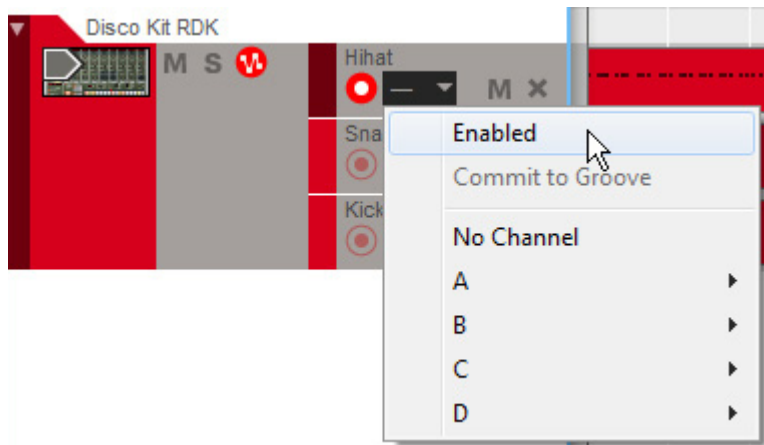 Disco Kit RDK
M S
Hihat
M
Enabled
Commit to Groove
Sna
Kick
No Channel
A
B
C
D